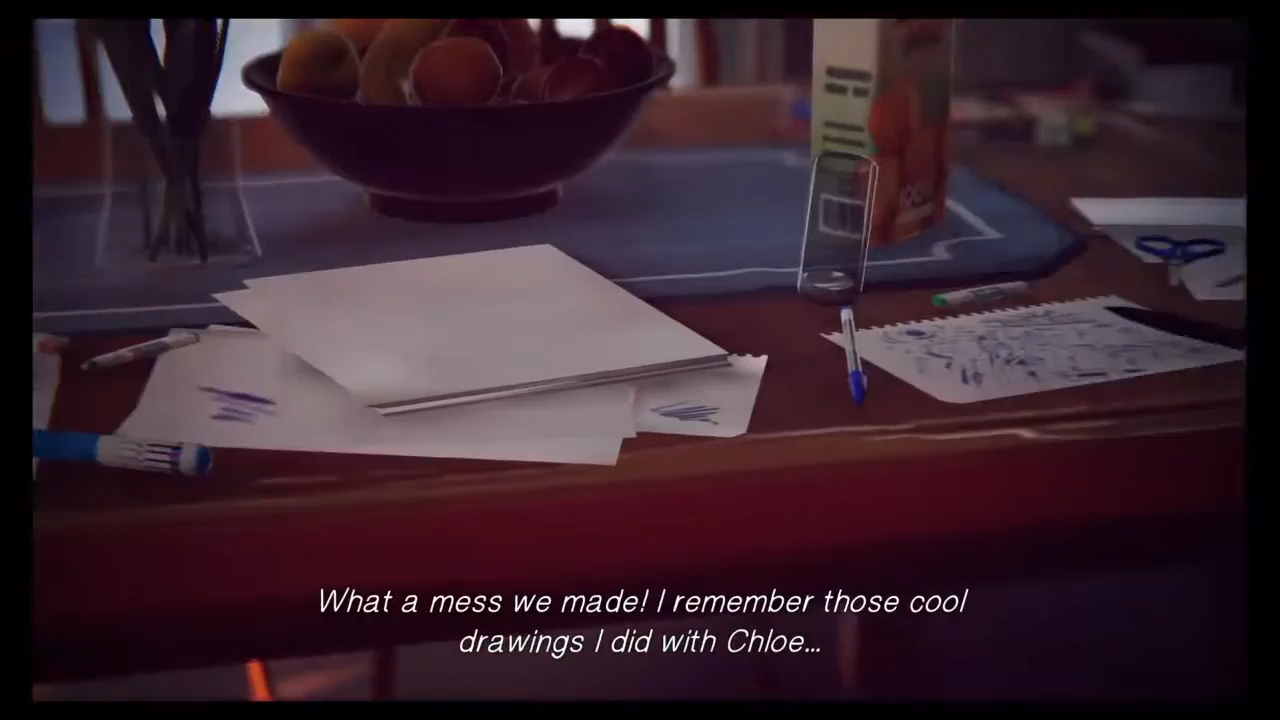 What a mess we made! I remember those cool
drawings I did with Chloe...